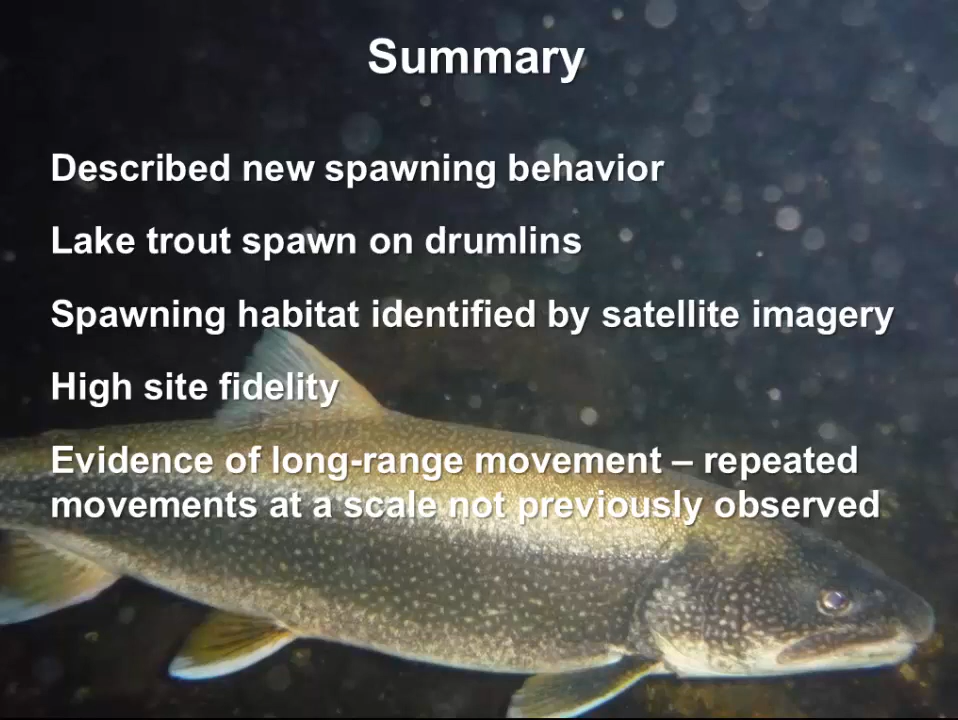 Summary
Described new spawning behavior
Lake trout spawn on drumlins
Spawning habitat identified by satellite imagery
High site fidelity
Evidence of long-range movement – repeated
movements at a scale not previously observed